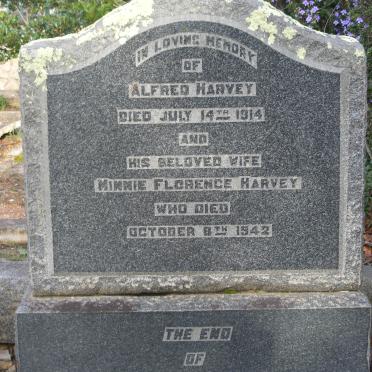 IN LOVING MEMORY
OF
ALFRED HARVEY
DIED JULY 14TH 1914
AND
HIS BELOVED WIFE
MINNIE FLORENCE HARVEY
WHO DIED
OCTOBER 8TH 1942
THE END
OF